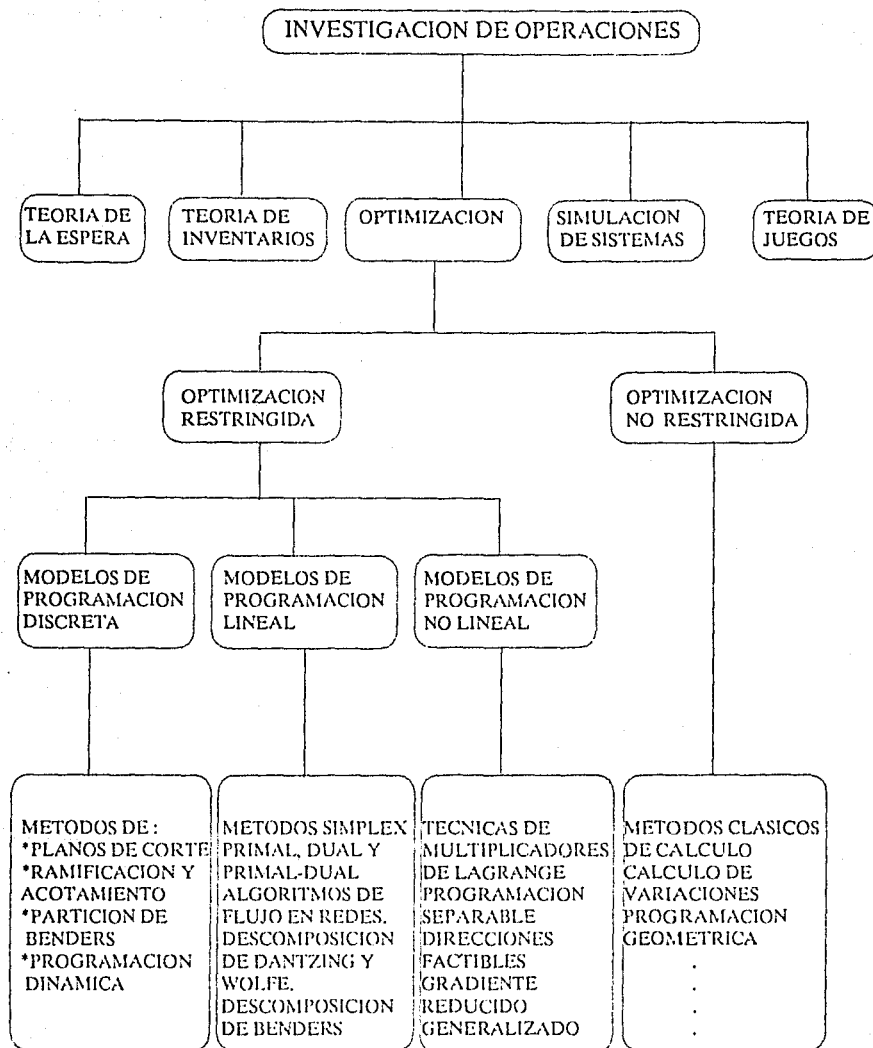 INVESTIGACION DE OPERACIONES
TEORIA DE
LA ESPERA
TEORIA DE
INVENTARIOS
OPTIMIZACION
SIMULACION
DE SISTEMAS
TEORIA DE
JUEGOS
OPTIMIZACION
RESTRINGIDA
OPTIMIZACION
NO RESTRINGIDA
MODELOS DE
PROGRAMACION
DISCRETA
MODELOS DE
PROGRAMACION
LINEAL
MODELOS DE
PROGRAMACION
NO LINEAL
METODOS DE :
*PLANOS DE CORTE
*RAMIFICACION Y
ACOTAMIENTO
*PARTICION DE
BENDERS
*PROGRAMACION
DINAMICA
METODOS SIMPLEX
PRIMAL, DUAL Y
PRIMAL-DUAL
ALGORITMOS DE
FLUJO EN REDES.
DESCOMPOSICION
DE DANTZING Y
WOLFE.
DESCOMPOSICION
DE BENDERS
TECNICAS DE
MULTIPLICADORES
DE LAGRANGE
PROGRAMACION
SEPARABLE
DIRECCIONES
FACTIBLES
GRADIENTE
REDUCIDO
GENERALIZADO
METODOS CLASICOS
DE CALCULO
CALCULO DE
VARIACIONES
PROGRAMACION
GEOMETRICA
.
.
.